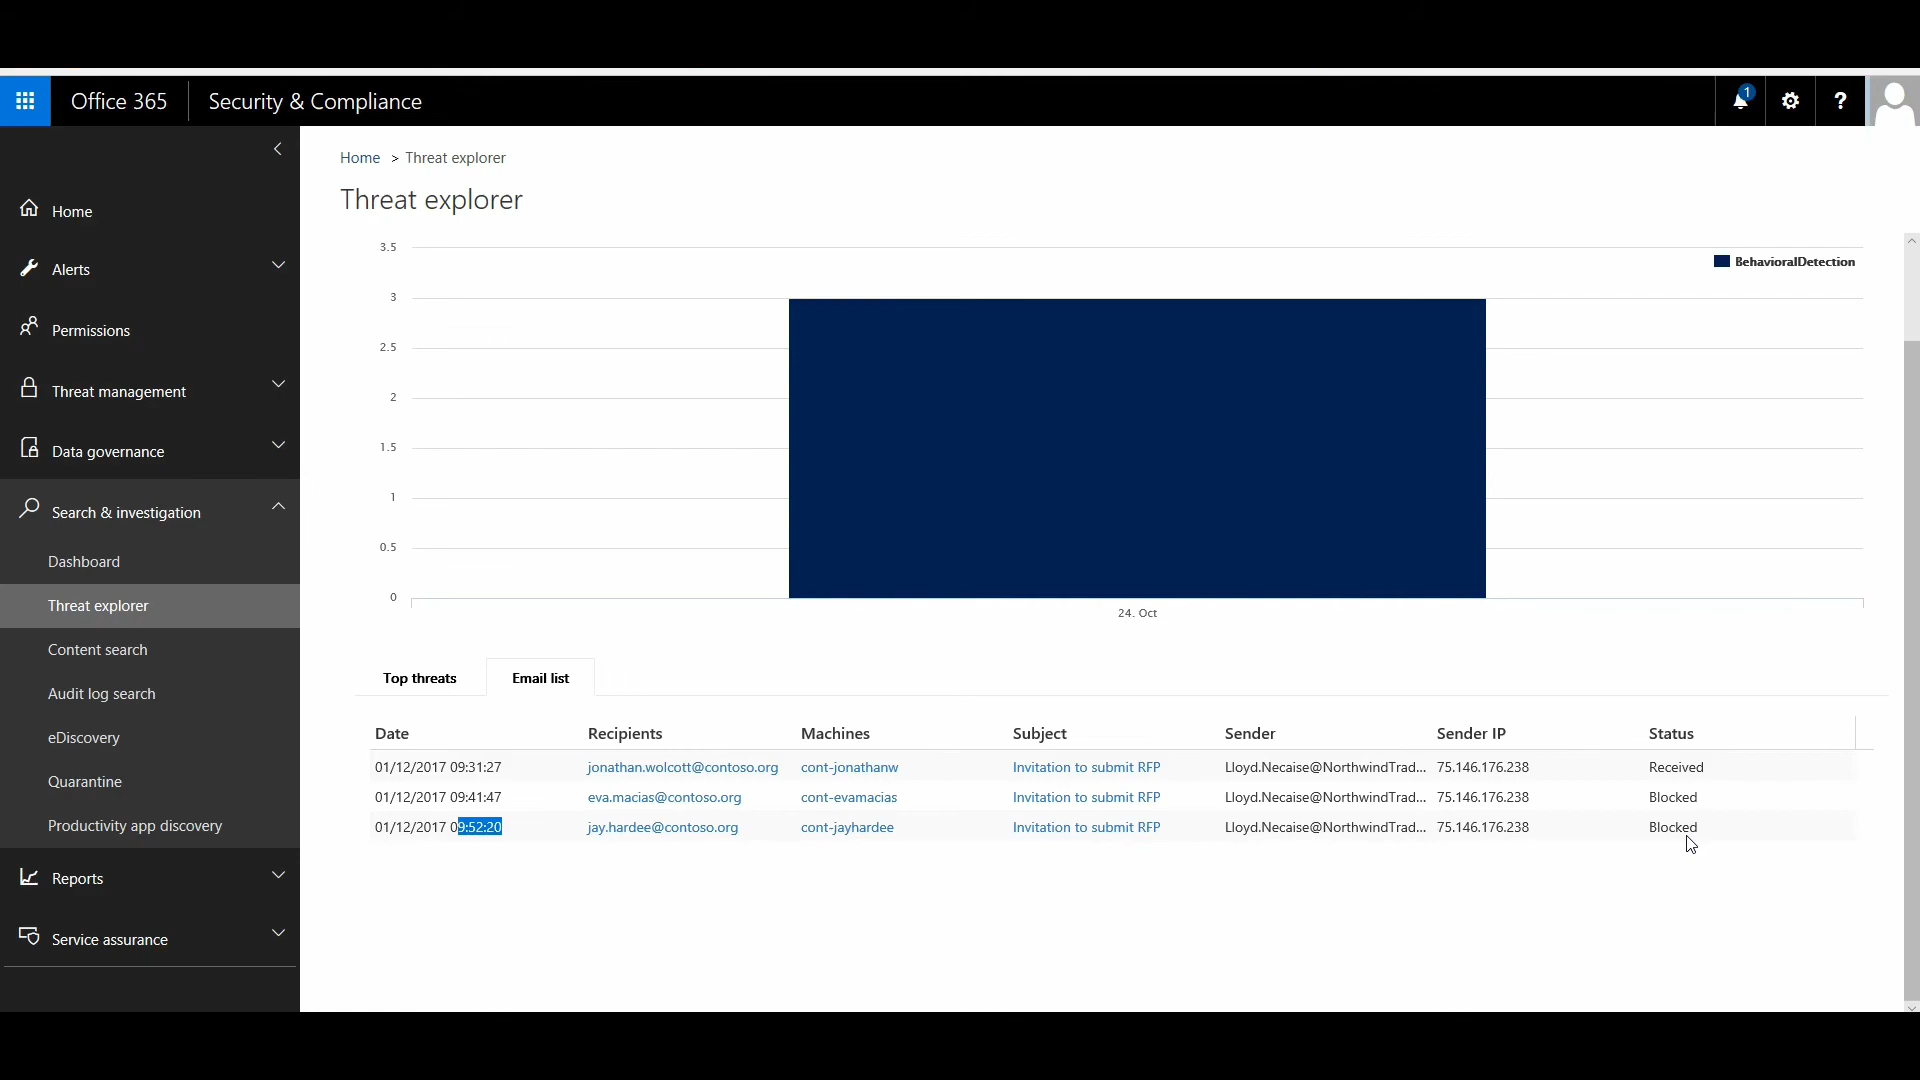 Office 365
Security & Compliance
1
?
Home > Threat explorer
Threat explorer
Home
Alerts
Permissions
Threat management
Data governance
Search & investigation
Dashboard
Threat explorer
Content search
Audit log search
eDiscovery
Quarantine
Productivity app discovery
Reports
Service assurance
3.5
3
2.5
2
1.5
1
0.5
0
BehavioralDetection
24. Oct
Top threats Email list
Date Recipients Machines Subject Sender Sender IP Status
01/12/2017 09:31:27 jonathan.wolcott@contoso.org cont-jonathanw Invitation to submit RFP Lloyd.Necaise@NorthwindTrad... 75.146.176.238 Received
01/12/2017 09:41:47 eva.macias@contoso.org cont-evamacias Invitation to submit RFP Lloyd.Necaise@NorthwindTrad... 75.146.176.238 Blocked
01/12/2017 09:52:20 jay.hardee@contoso.org cont-jayhardee Invitation to submit RFP Lloyd.Necaise@NorthwindTrad... 75.146.176.238 Blocked